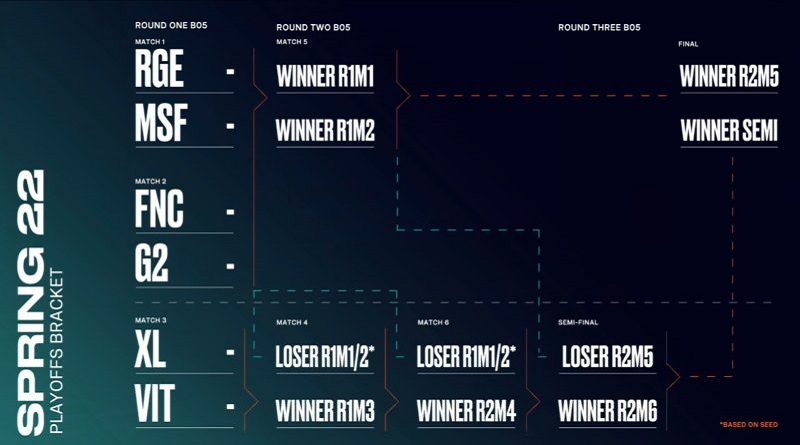 SPRING 22
PLAYOFFS BRACKET
ROUND ONE BO5
MATCH 1
RGE -
MSF -
MATCH 2
FNC -
G2 -
MATCH 3
XL -
VIT -
ROUND TWO BO5
MATCH 5
WINNER R1M1
WINNER R1M2
MATCH 4
LOSER R1M1/2*
WINNER R1M3
MATCH 6
LOSER R1M1/2*
WINNER R2M4
ROUND THREE BO5
SEMI-FINAL
LOSER R2M5
WINNER R2M6
FINAL
WINNER R2M5
WINNER SEMI
*BASED ON SEED